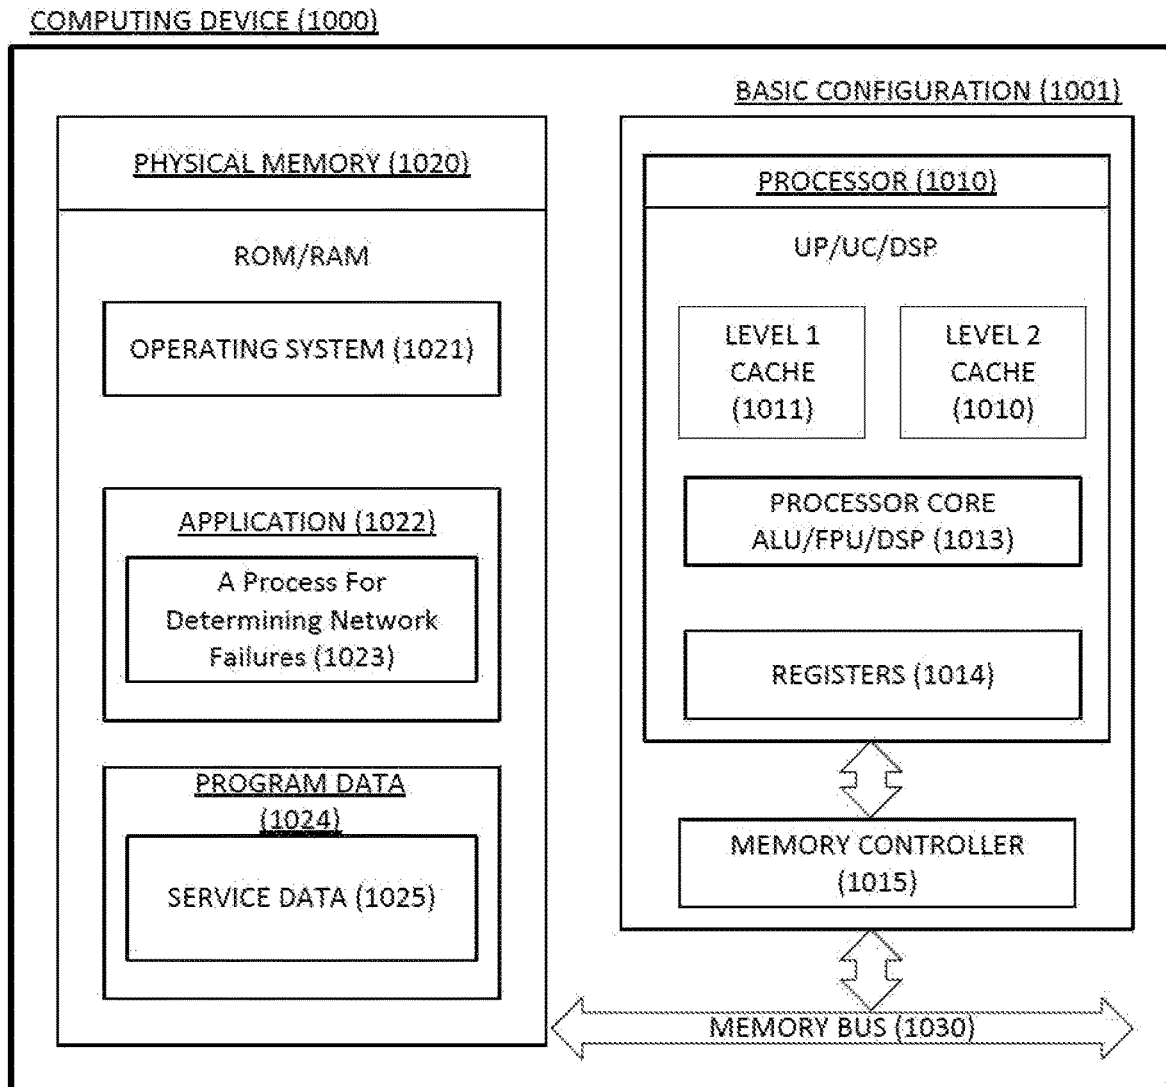 COMPUTING DEVICE (1000)
BASIC CONFIGURATION (1001)
PHYSICAL MEMORY (1020)
ROM/RAM
OPERATING SYSTEM (1021)
APPLICATION (1022)
A Process For
Determining Network
Failures (1023)
PROGRAM DATA
(1024)
SERVICE DATA (1025)
PROCESSOR (1010)
UP/UC/DSP
LEVEL 1
CACHE
(1011)
LEVEL 2
CACHE
(1010)
PROCESSOR CORE
ALU/FPU/DSP (1013)
REGISTERS (1014)
MEMORY CONTROLLER
(1015)
MEMORY BUS (1030)